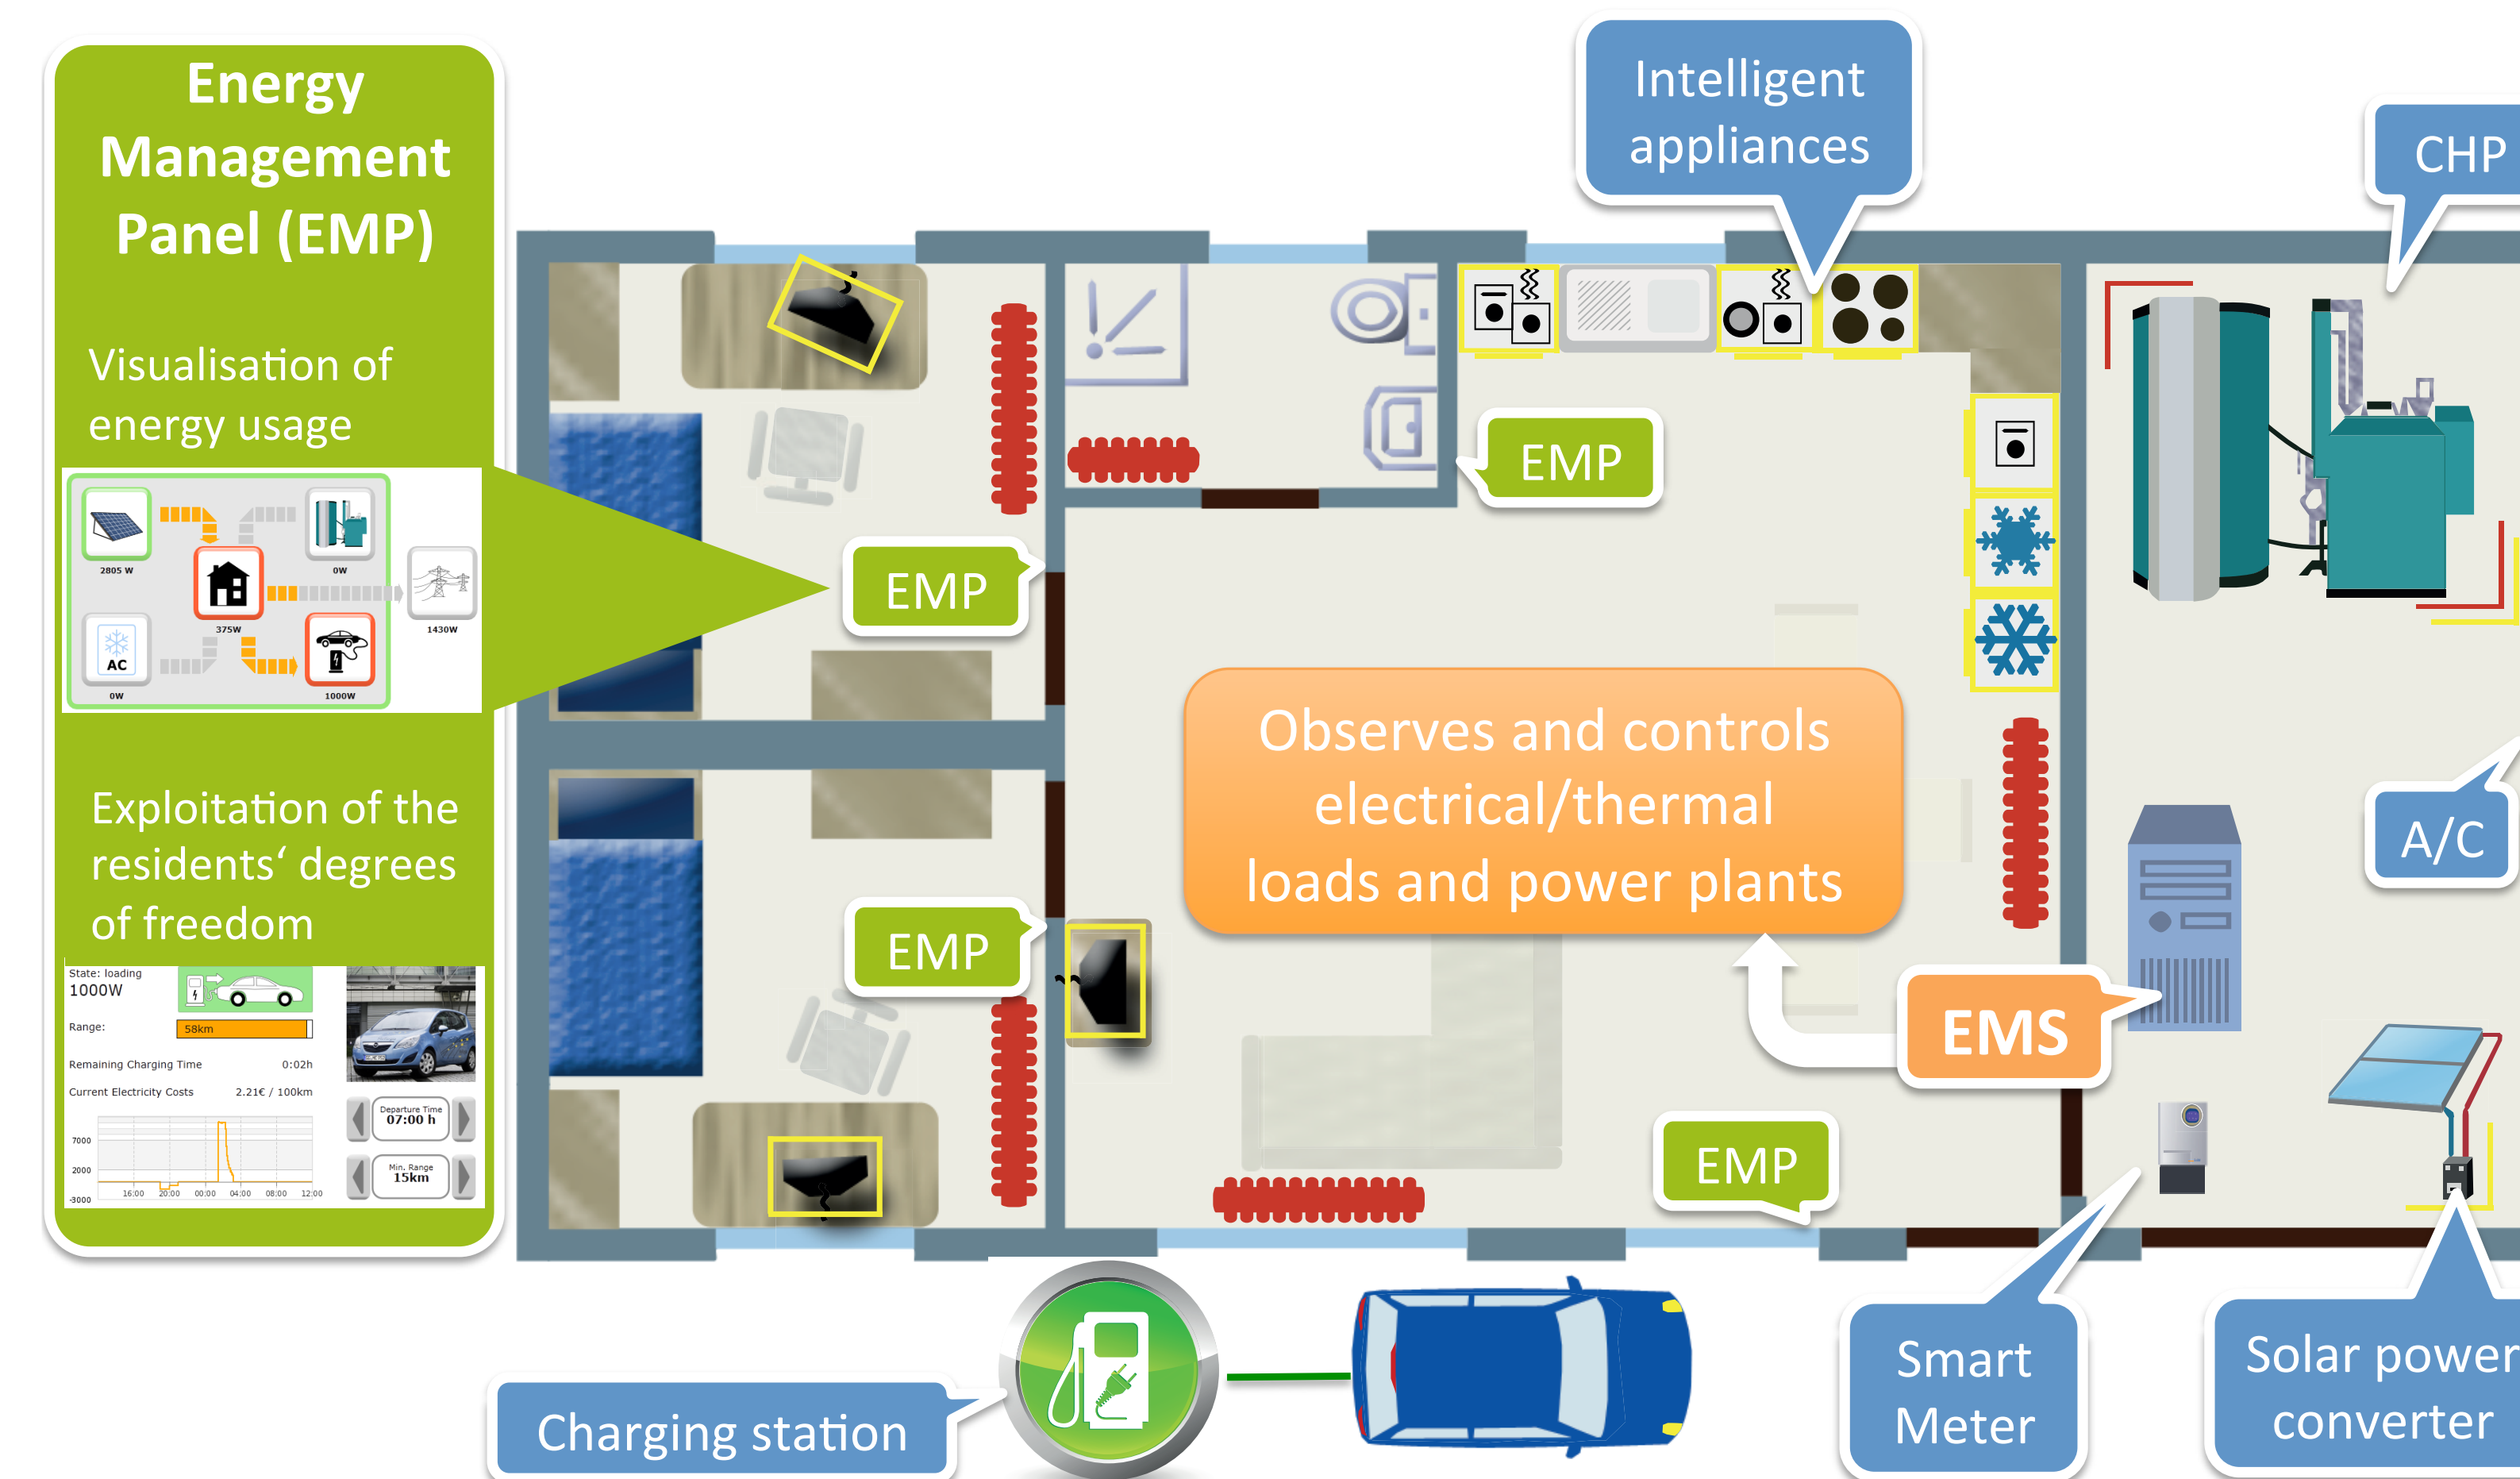 Energy
Management
Panel (EMP)
Visualisation of
energy usage
2805 W
0W
375W
1430W
AC
0W
1000W
Exploitation of the
residents‘ degrees
of freedom
State: loading
1000W
Range:
58km
Remaining Charging Time 0:02h
Current Electricity Costs 2.21€ / 100km
7000
2000
-3000
16:00 20:00 00:00 04:00 08:00 12:00
Departure Time
07:00 h
Min. Range
15km
Intelligent
appliances
CHP
EMP
EMP
EMP
EMP
Observes and controls
electrical/thermal
loads and power plants
A/C
EMS
Charging station
Smart
Meter
Solar power
converter